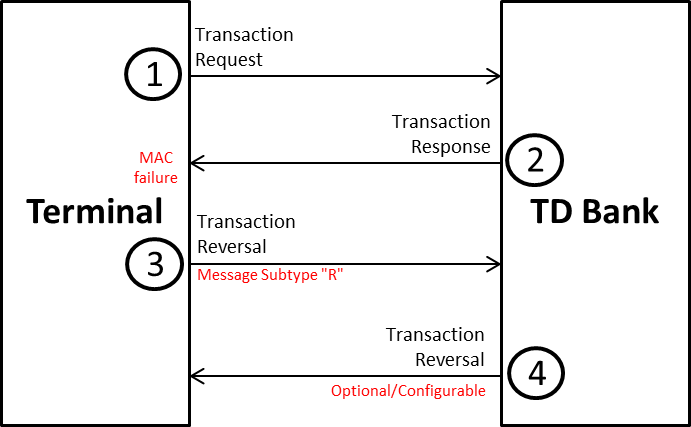 Transaction
Request
1
Transaction
Response
2
MAC
failure
Terminal
TD Bank
Transaction
Reversal
3
Message Subtype "R"
Transaction
Reversal
4
Optional/Configurable